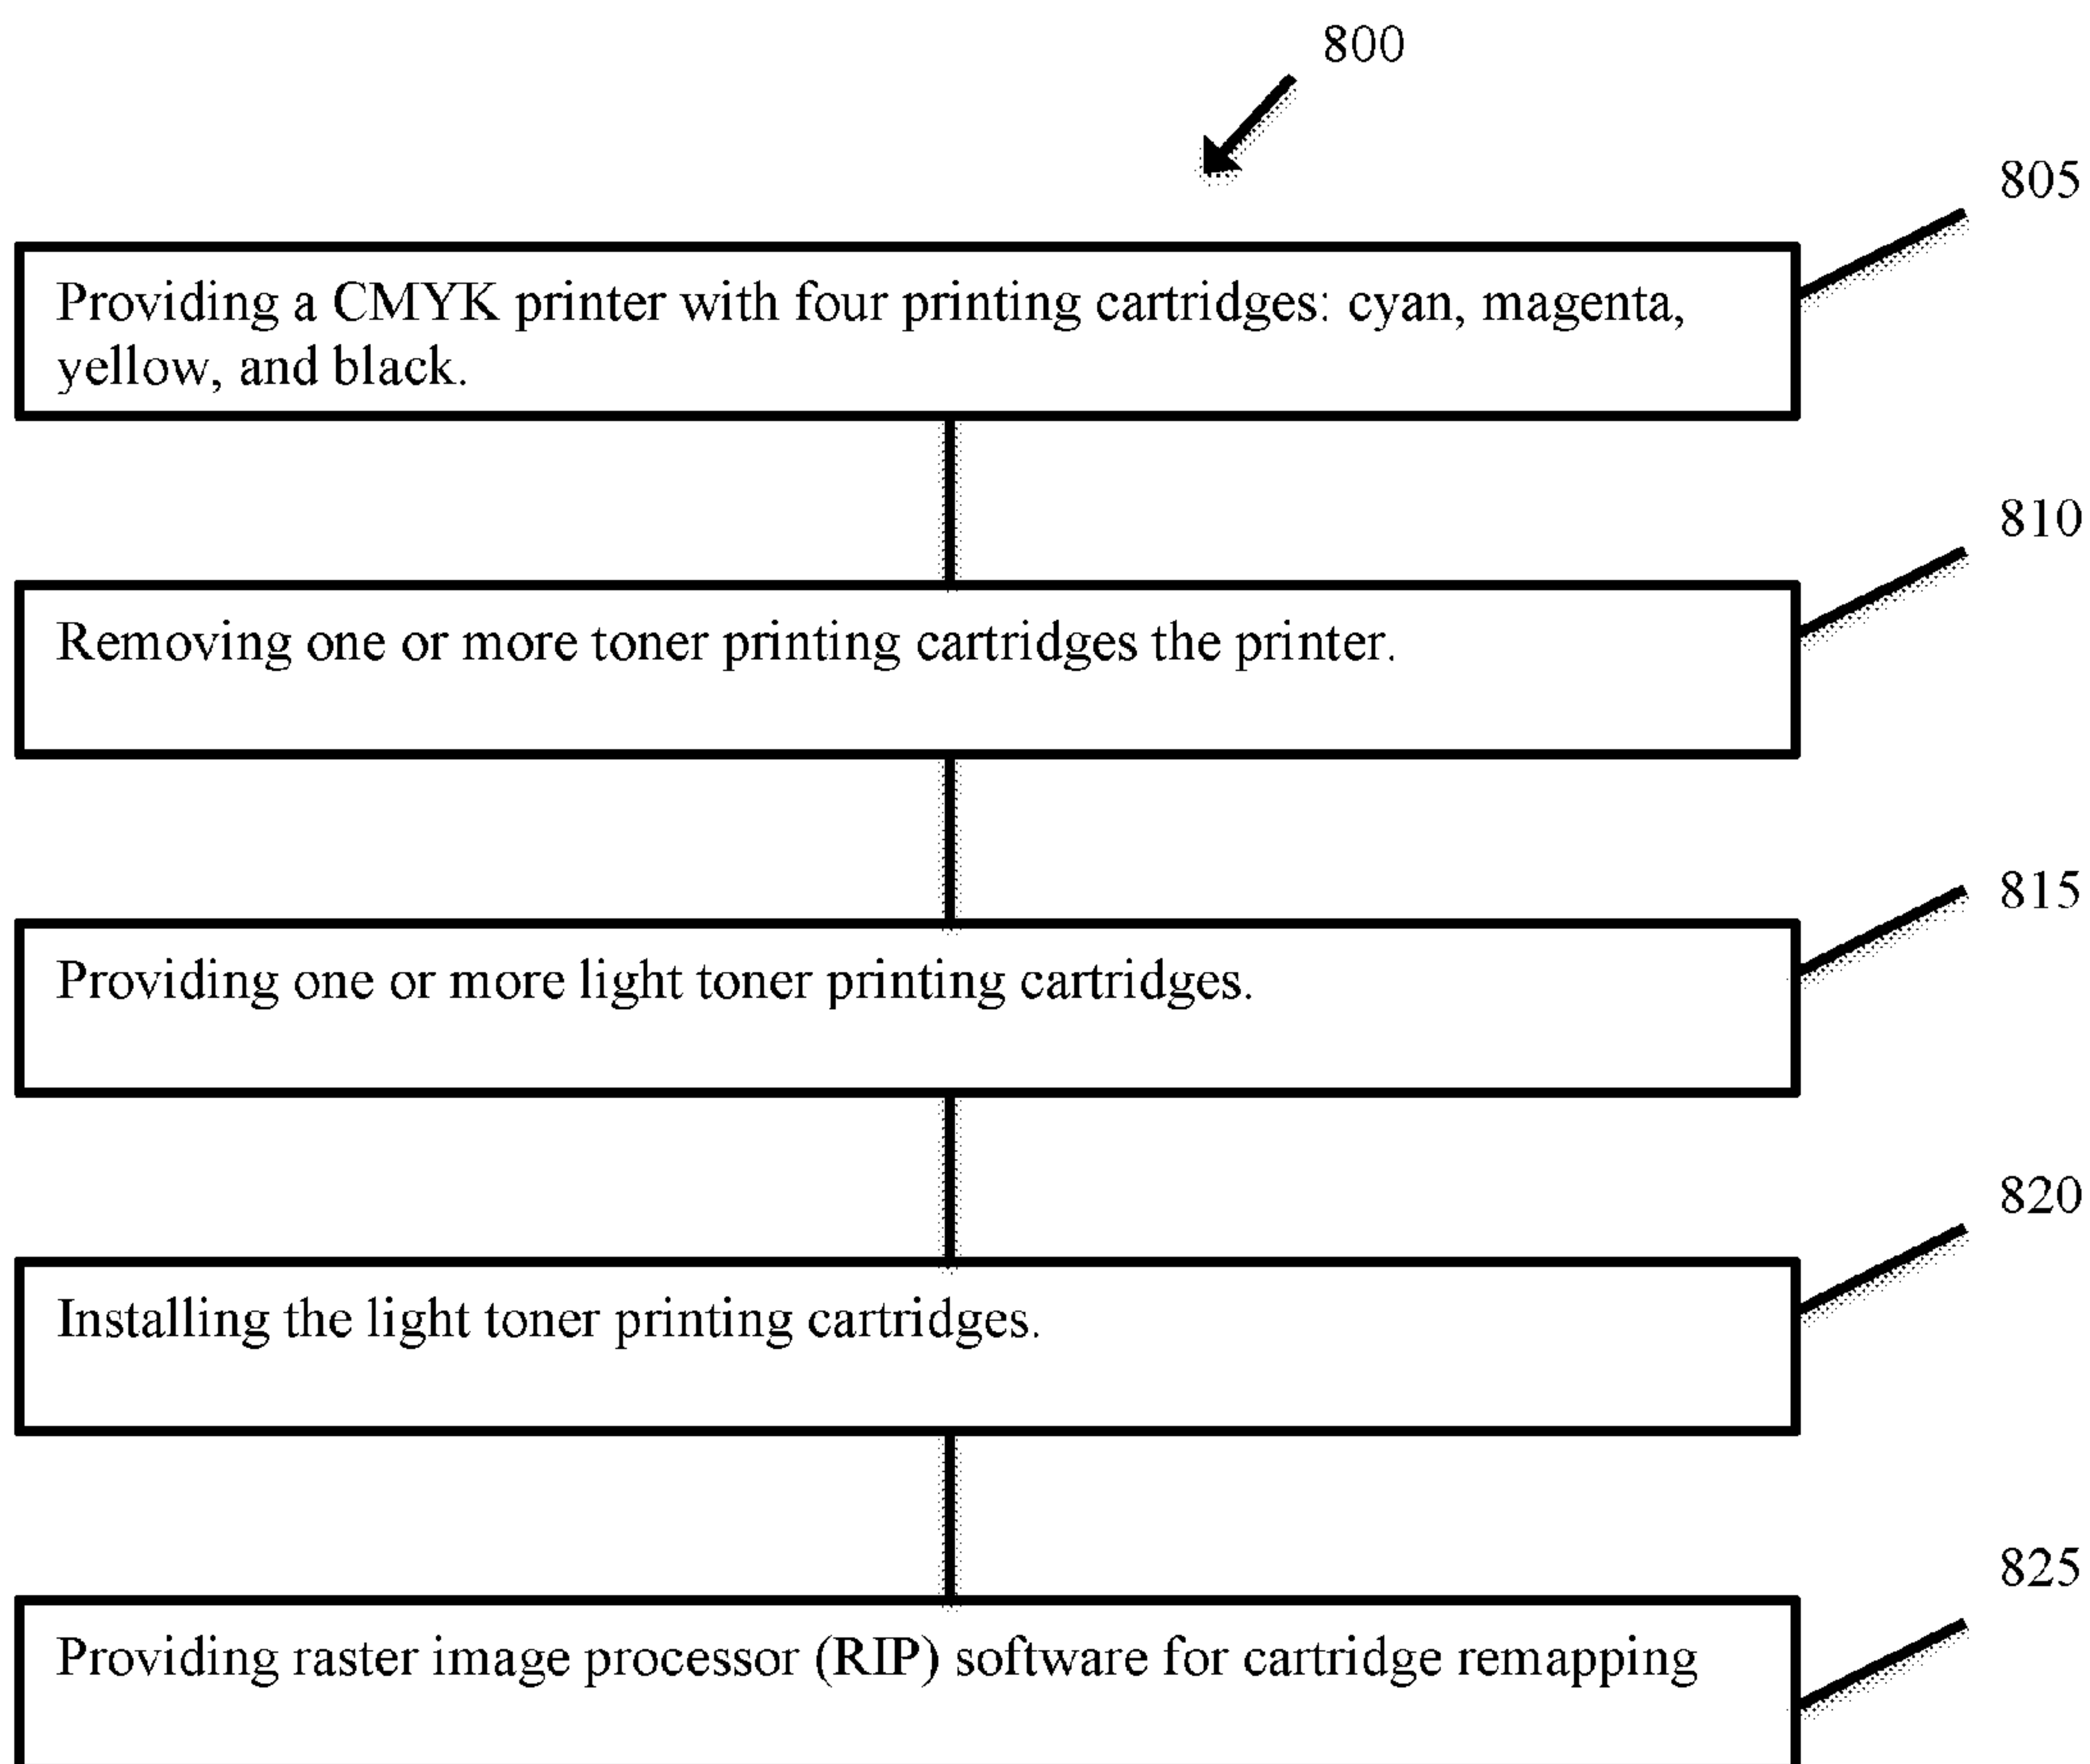 800
805
Providing a CMYK printer with four printing cartridges: cyan, magenta,
yellow, and black.
810
Removing one or more toner printing cartridges the printer.
815
Providing one or more light toner printing cartridges.
820
Installing the light toner printing cartridges.
825
Providing raster image processor (RIP) software for cartridge remapping